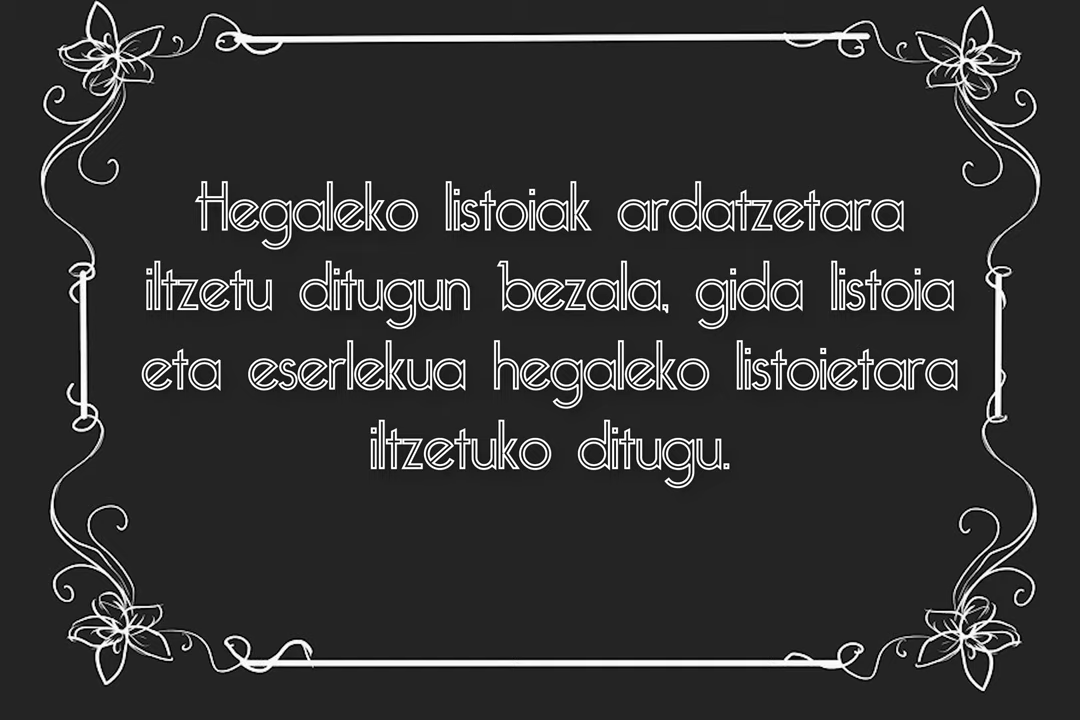 Hegaleko listoiak ardatzetara
iltzetu ditugun bezala, gida listoia
eta eserlekua hegaleko listoietara
iltzetuko ditugu.